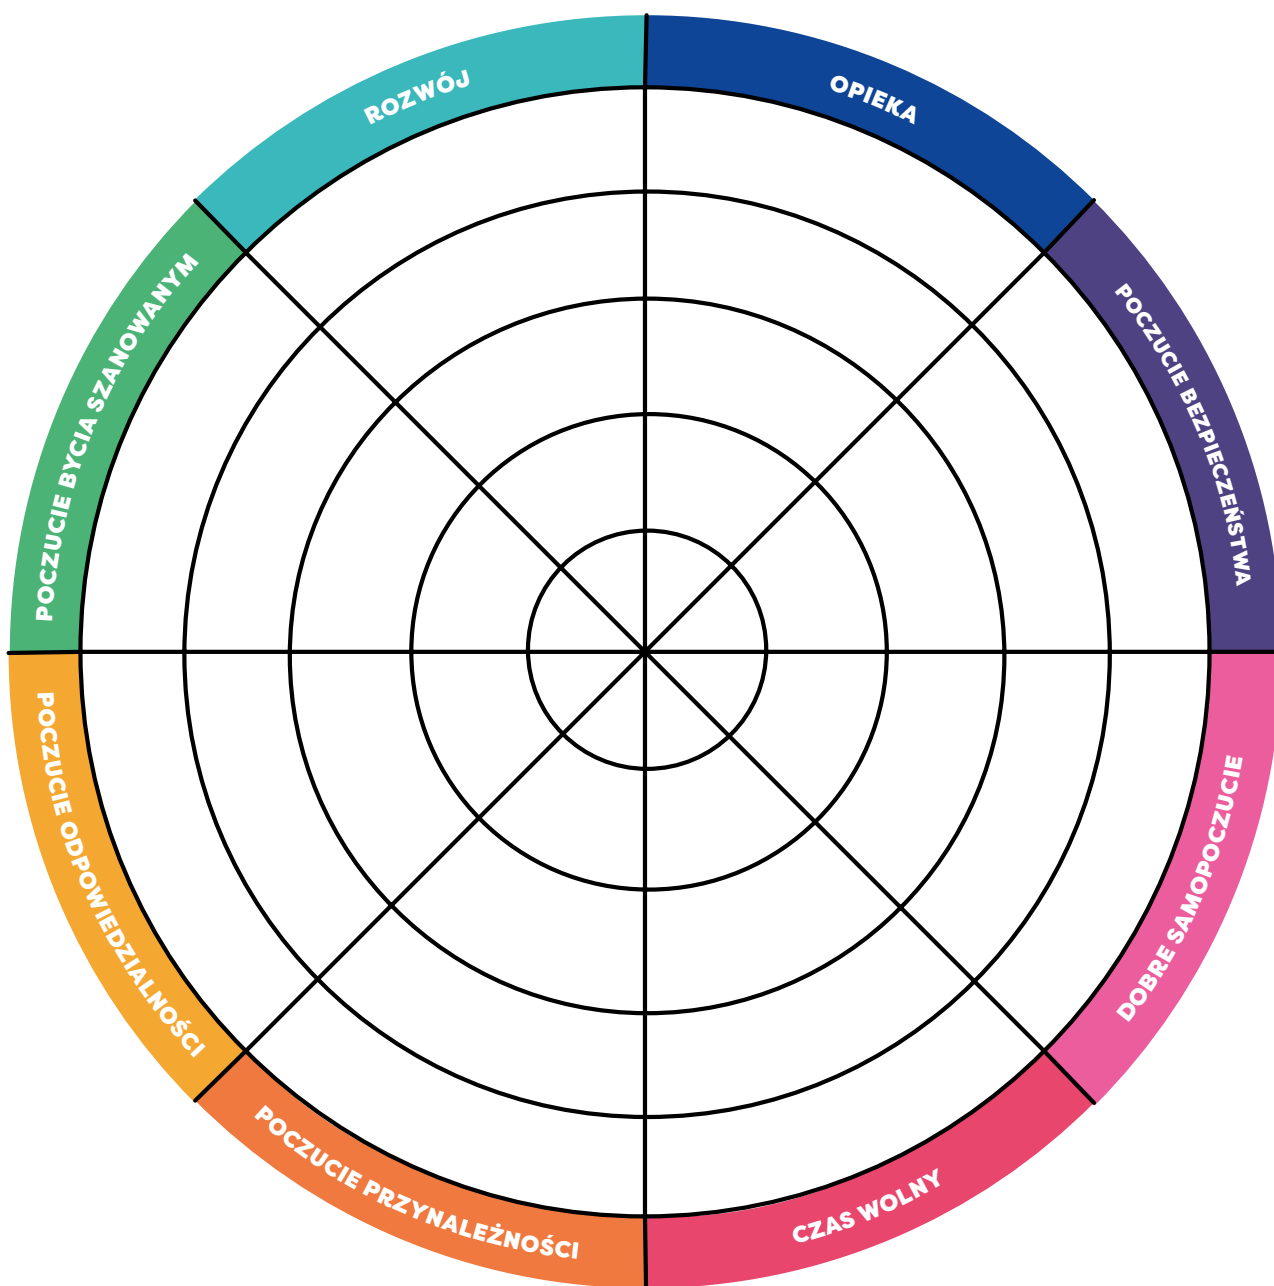 OPIEKA
POCZUCIE BEZPIECZEŃSTWA
DOBRE SAMOPOCZUCIE
CZAS WOLNY
POCZUCIE PRZYNALEŻNOŚCI
POCZUCIE ODPOWIEDZIALNOŚCI
POCZUCIE BYCIA SZANOWANYM
ROZWÓJ